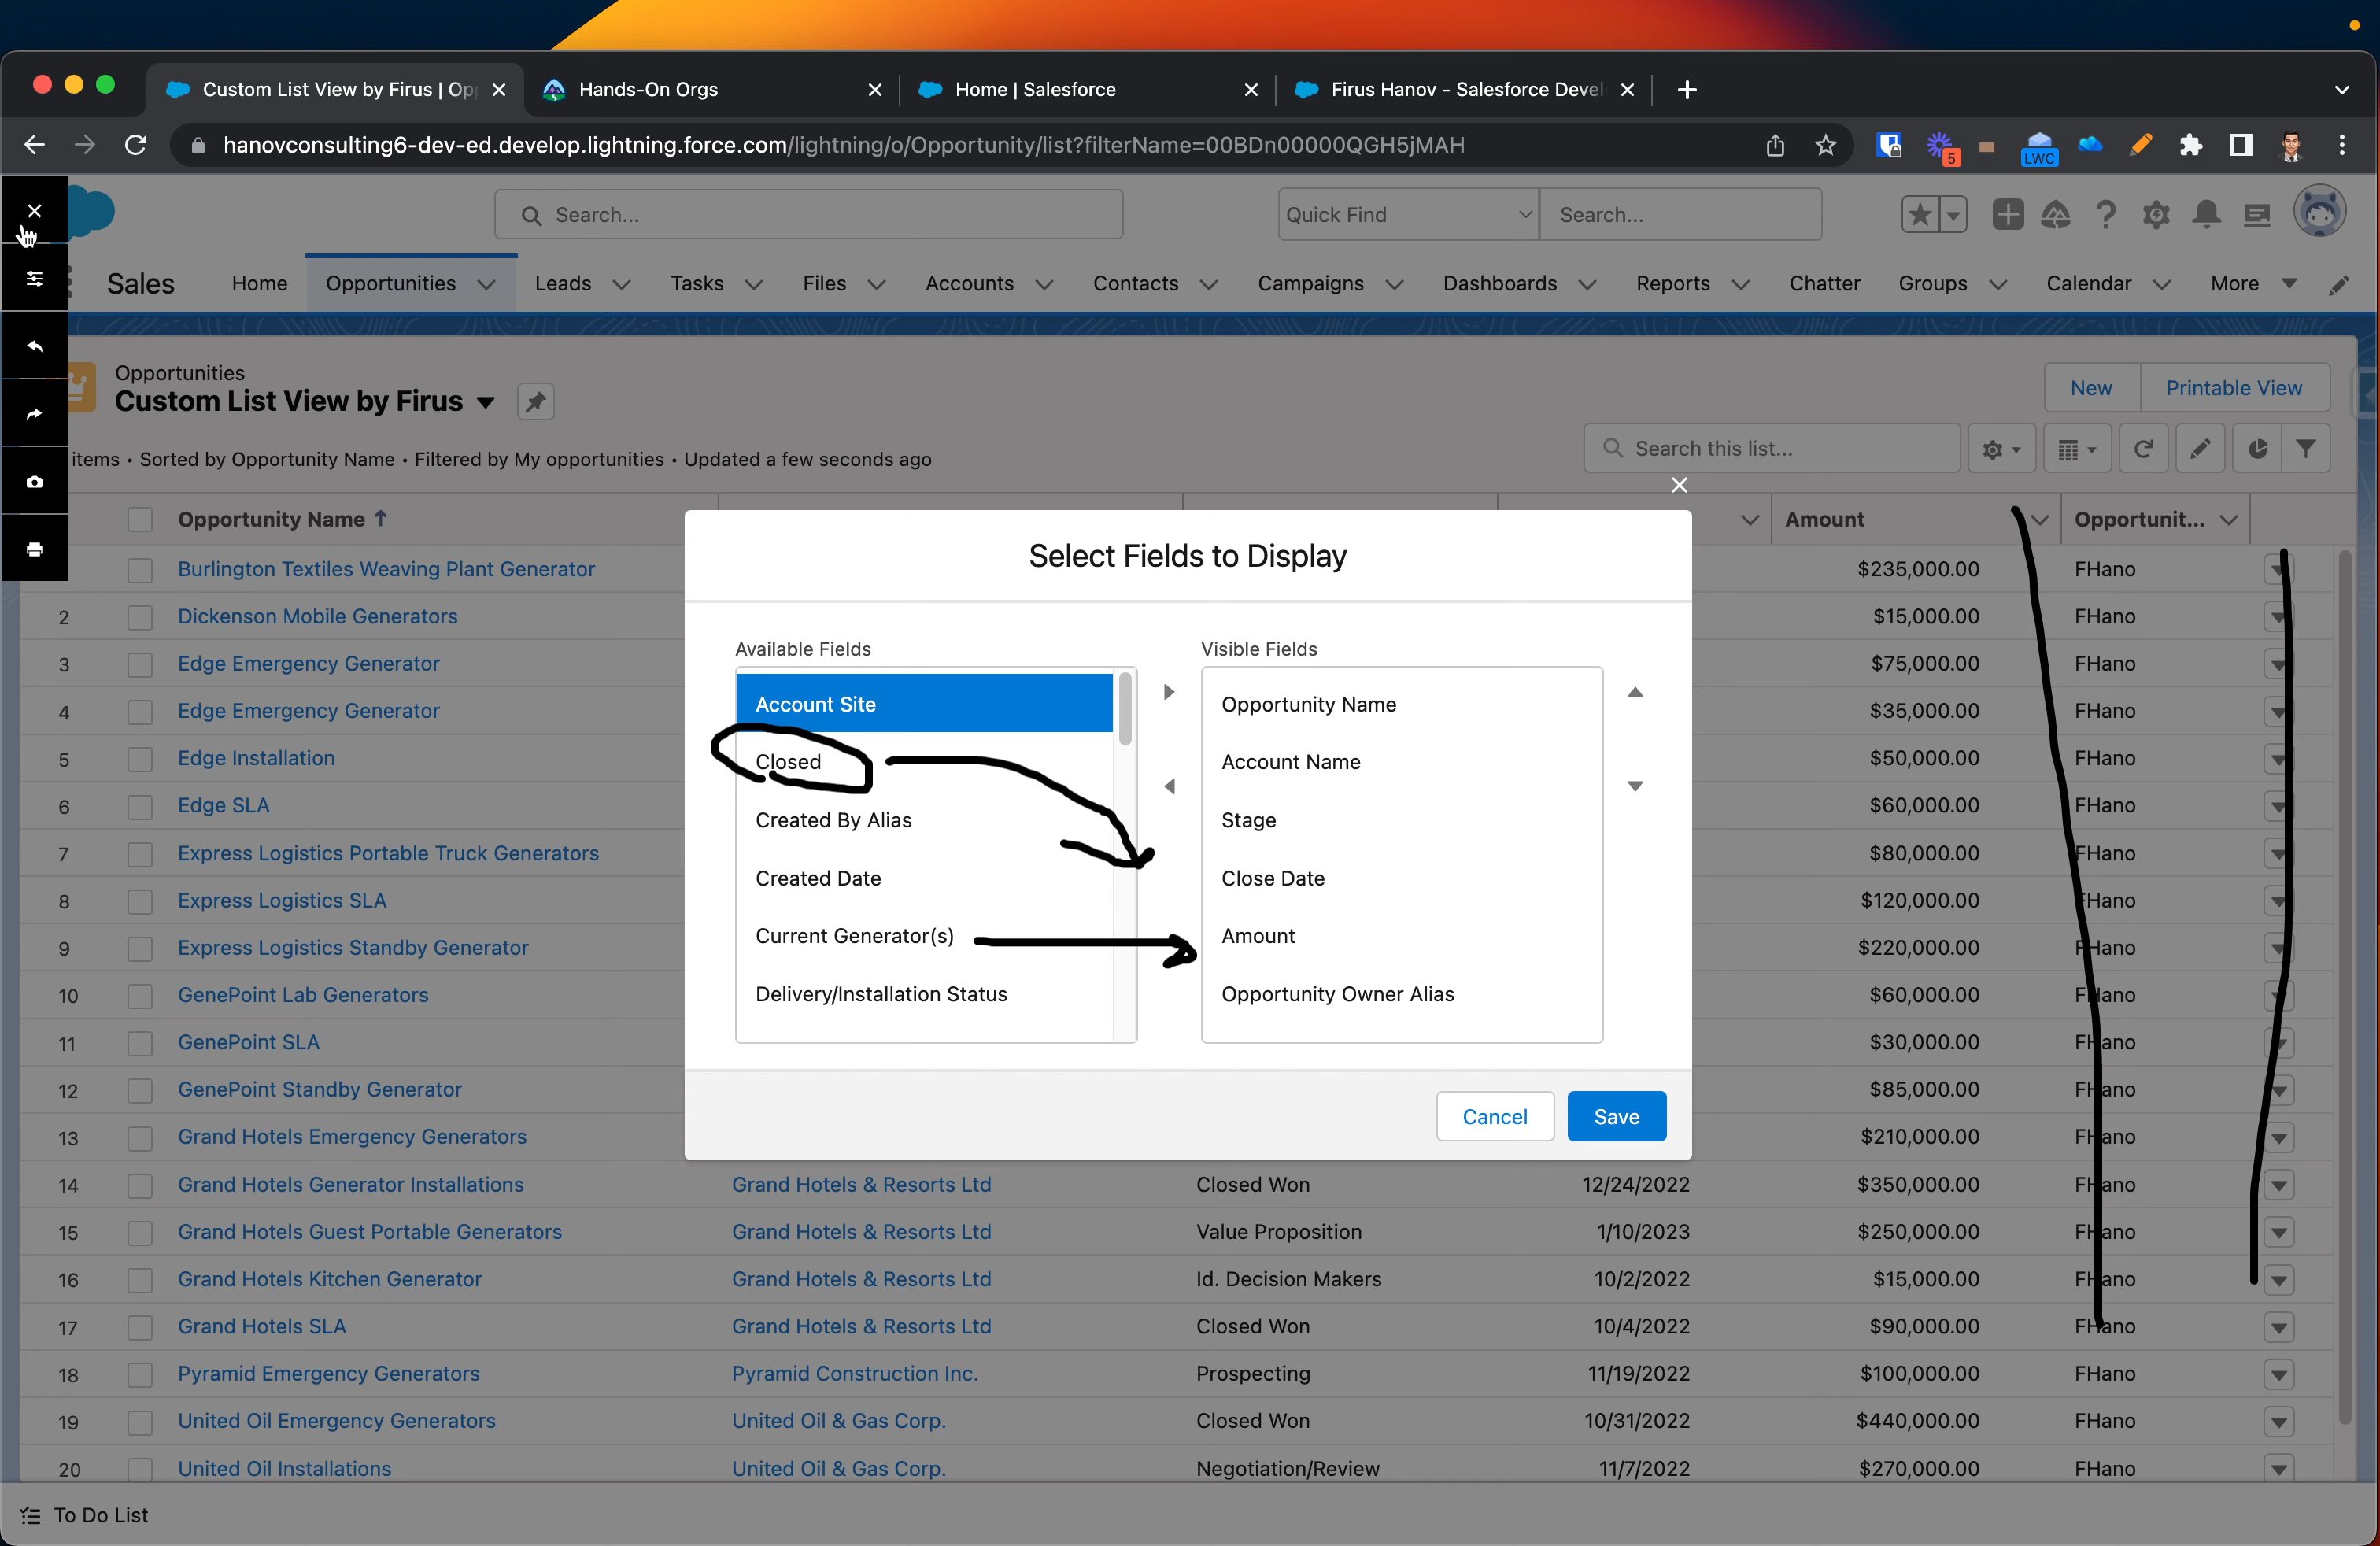 Custom List View by Firus | Op
Hands-On Orgs
Home | Salesforce
Firus Hanov - Salesforce Devel
hanovconsulting6-dev-ed.develop.lightning.force.com/lightning/o/Opportunity/list?filterName=00BDn00000QGH5jMAH
5
LWC
Search...
Quick Find
Search...
Sales
Home
Opportunities
Leads
Tasks
Files
Accounts
Contacts
Campaigns
Dashboards
Reports
Chatter
Groups
Calendar
More
Opportunities
Custom List View by Firus
New
Printable View
items • Sorted by Opportunity Name • Filtered by My opportunities • Updated a few seconds ago
Search this list...
Opportunity Name
Amount
Opportunit...
Select Fields to Display
Available Fields
Account Site
Closed
Created By Alias
Created Date
Current Generator(s)
Delivery/Installation Status
Visible Fields
Opportunity Name
Account Name
Stage
Close Date
Amount
Opportunity Owner Alias
Cancel
Save
Burlington Textiles Weaving Plant Generator $235,000.00 FHano
2 Dickenson Mobile Generators $15,000.00 FHano
3 Edge Emergency Generator $75,000.00 FHano
4 Edge Emergency Generator $35,000.00 FHano
5 Edge Installation $50,000.00 FHano
6 Edge SLA $60,000.00 FHano
7 Express Logistics Portable Truck Generators $80,000.00 FHano
8 Express Logistics SLA $120,000.00 FHano
9 Express Logistics Standby Generator $220,000.00 FHano
10 GenePoint Lab Generators $60,000.00 FHano
11 GenePoint SLA $30,000.00 FHano
12 GenePoint Standby Generator $85,000.00 FHano
13 Grand Hotels Emergency Generators $210,000.00 FHano
14 Grand Hotels Generator Installations Grand Hotels & Resorts Ltd Closed Won 12/24/2022 $350,000.00 FHano
15 Grand Hotels Guest Portable Generators Grand Hotels & Resorts Ltd Value Proposition 1/10/2023 $250,000.00 FHano
16 Grand Hotels Kitchen Generator Grand Hotels & Resorts Ltd Id. Decision Makers 10/2/2022 $15,000.00 FHano
17 Grand Hotels SLA Grand Hotels & Resorts Ltd Closed Won 10/4/2022 $90,000.00 FHano
18 Pyramid Emergency Generators Pyramid Construction Inc. Prospecting 11/19/2022 $100,000.00 FHano
19 United Oil Emergency Generators United Oil & Gas Corp. Closed Won 10/31/2022 $440,000.00 FHano
20 United Oil Installations United Oil & Gas Corp. Negotiation/Review 11/7/2022 $270,000.00 FHano
To Do List